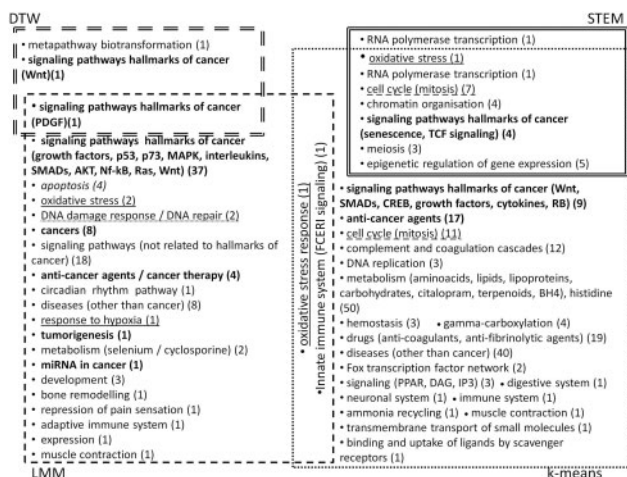 DTW
STEM
• metapathway biotransformation (1)
• signaling pathways hallmarks of cancer
(Wnt)(1)
• signaling pathways hallmarks of cancer
(PDGF)(1)
• signaling pathways hallmarks of cancer
(growth factors, p53, p73, MAPK, interleukins,
SMADs, AKT, Nf-kB, Ras, Wnt) (37)
• apoptosis (4)
• oxidative stress (2)
• DNA damage response / DNA repair (2)
• cancers (8)
• signaling pathways (not related to hallmarks of
cancer) (18)
• anti-cancer agents / cancer therapy (4)
• circadian rhythm pathway (1)
• diseases (other than cancer) (8)
• response to hypoxia (1)
• tumorigenesis (1)
• metabolism (selenium / cyclosporine) (2)
• miRNA in cancer (1)
• development (3)
• bone remodelling (1)
• repression of pain sensation (1)
• adaptive immune system (1)
• expression (1)
• muscle contraction (1)
LMM
• oxidative stress response (1)
•Innate immune system (FCERI signaling) (1)
• RNA polymerase transcription (1)
• oxidative stress (1)
• RNA polymerase transcription (1)
• cell cycle (mitosis) (7)
• chromatin organisation (4)
• signaling pathways hallmarks of cancer
(senescence, TCF signaling) (4)
• meiosis (3)
• epigenetic regulation of gene expression (5)
• signaling pathways hallmarks of cancer (Wnt,
SMADs, CREB, growth factors, cytokines, RB) (9)
• anti-cancer agents (17)
• cell cycle (mitosis) (11)
• complement and coagulation cascades (12)
• DNA replication (3)
• metabolism (aminoacids, lipids, lipoproteins,
carbohydrates, citalopram, terpenoids, BH4), histidine
(50)
• hemostasis (3) • gamma-carboxylation (4)
• drugs (anti-coagulants, anti-fibrinolytic agents) (19)
• diseases (other than cancer) (40)
• Fox transcription factor network (2)
• signaling (PPAR, DAG, IP3) (3) • digestive system (1)
• neuronal system (1) • immune system (1)
• ammonia recycling (1) • muscle contraction (1)
• transmembrane transport of small molecules (1)
• binding and uptake of ligands by scavenger
receptors (1)
k-means